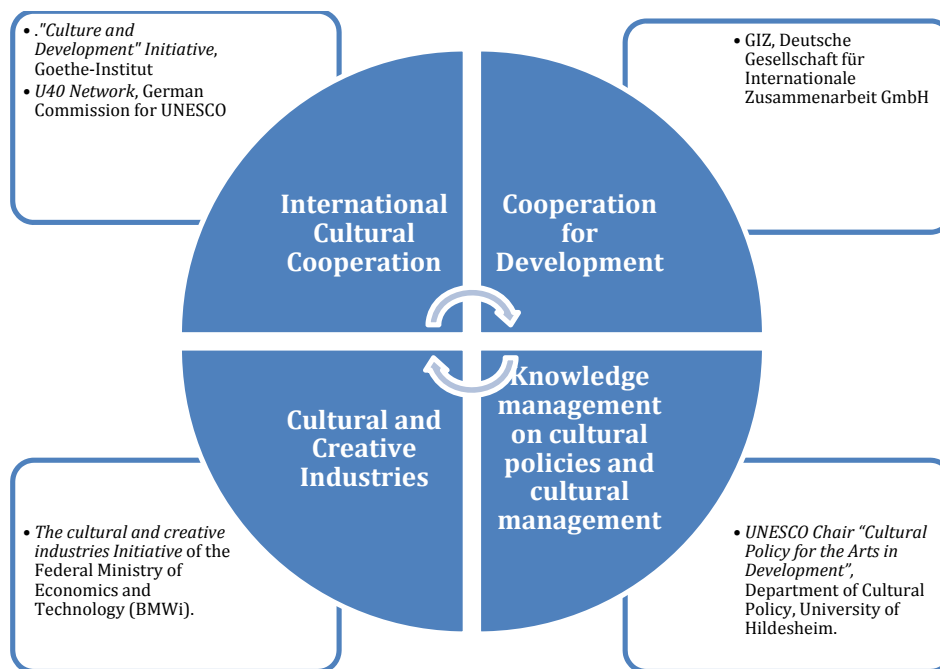 • ."Culture and
Development" Initiative,
Goethe-Institut
• U40 Network, German
Commission for UNESCO
• GIZ, Deutsche
Gesellschaft für
Internationale
Zusammenarbeit GmbH
International
Cultural
Cooperation
Cooperation
for
Development
Cultural and
Creative
Industries
Knowledge
management
on cultural
policies and
cultural
management
• The cultural and creative
industries Initiative of the
Federal Ministry of
Economics and
Technology (BMWi).
• UNESCO Chair “Cultural
Policy for the Arts in
Development”,
Department of Cultural
Policy, University of
Hildesheim.